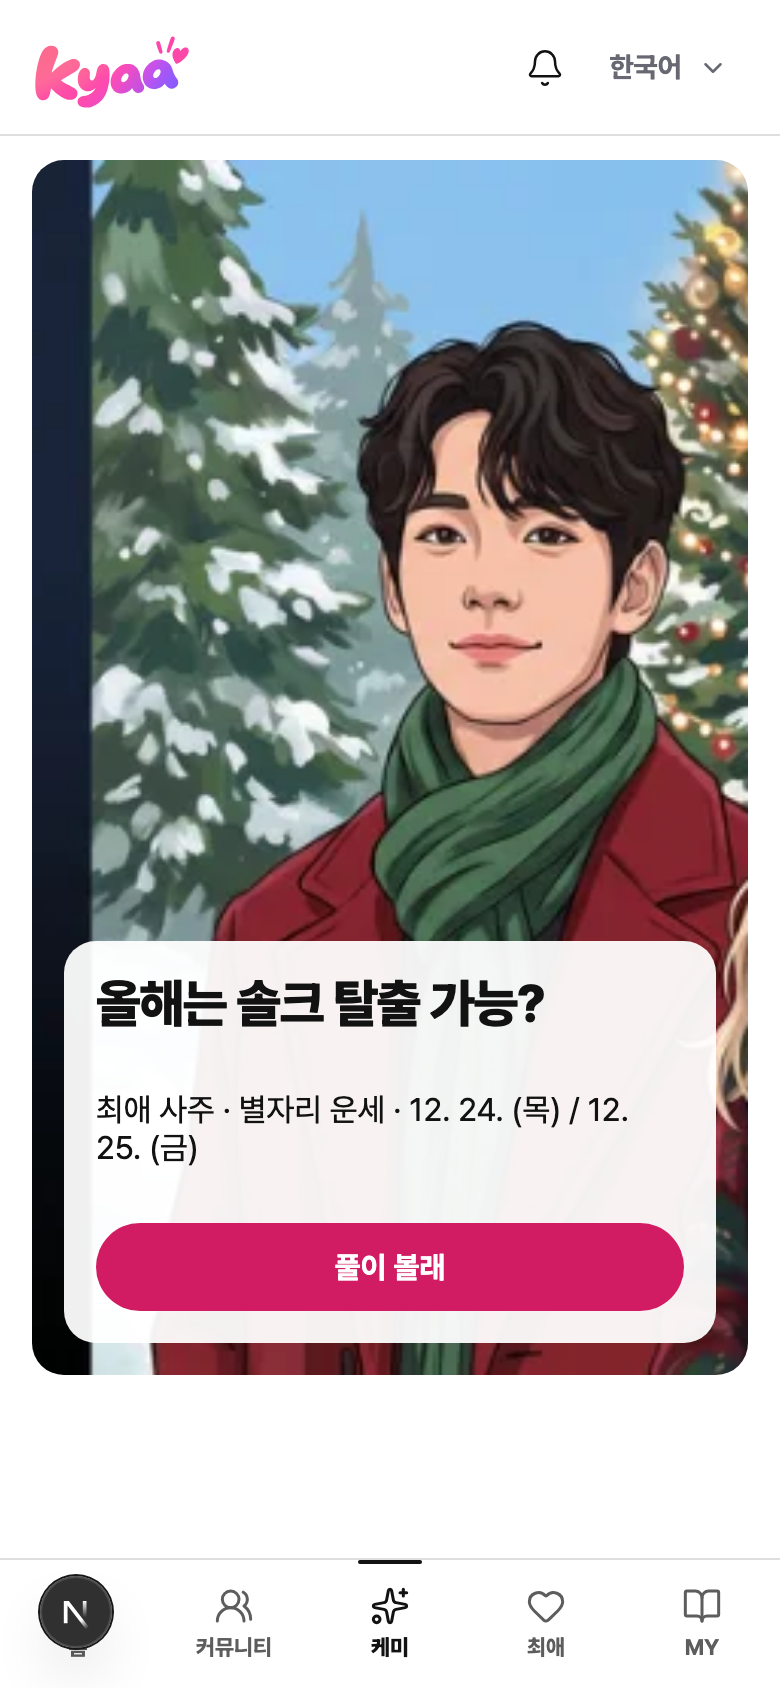 kyaa
한국어
올해는 솔크 탈출 가능?
최애 사주 · 별자리 운세 · 12. 24. (목) / 12.
25. (금)
풀이 볼래
N
커뮤니티
케미
최애
MY